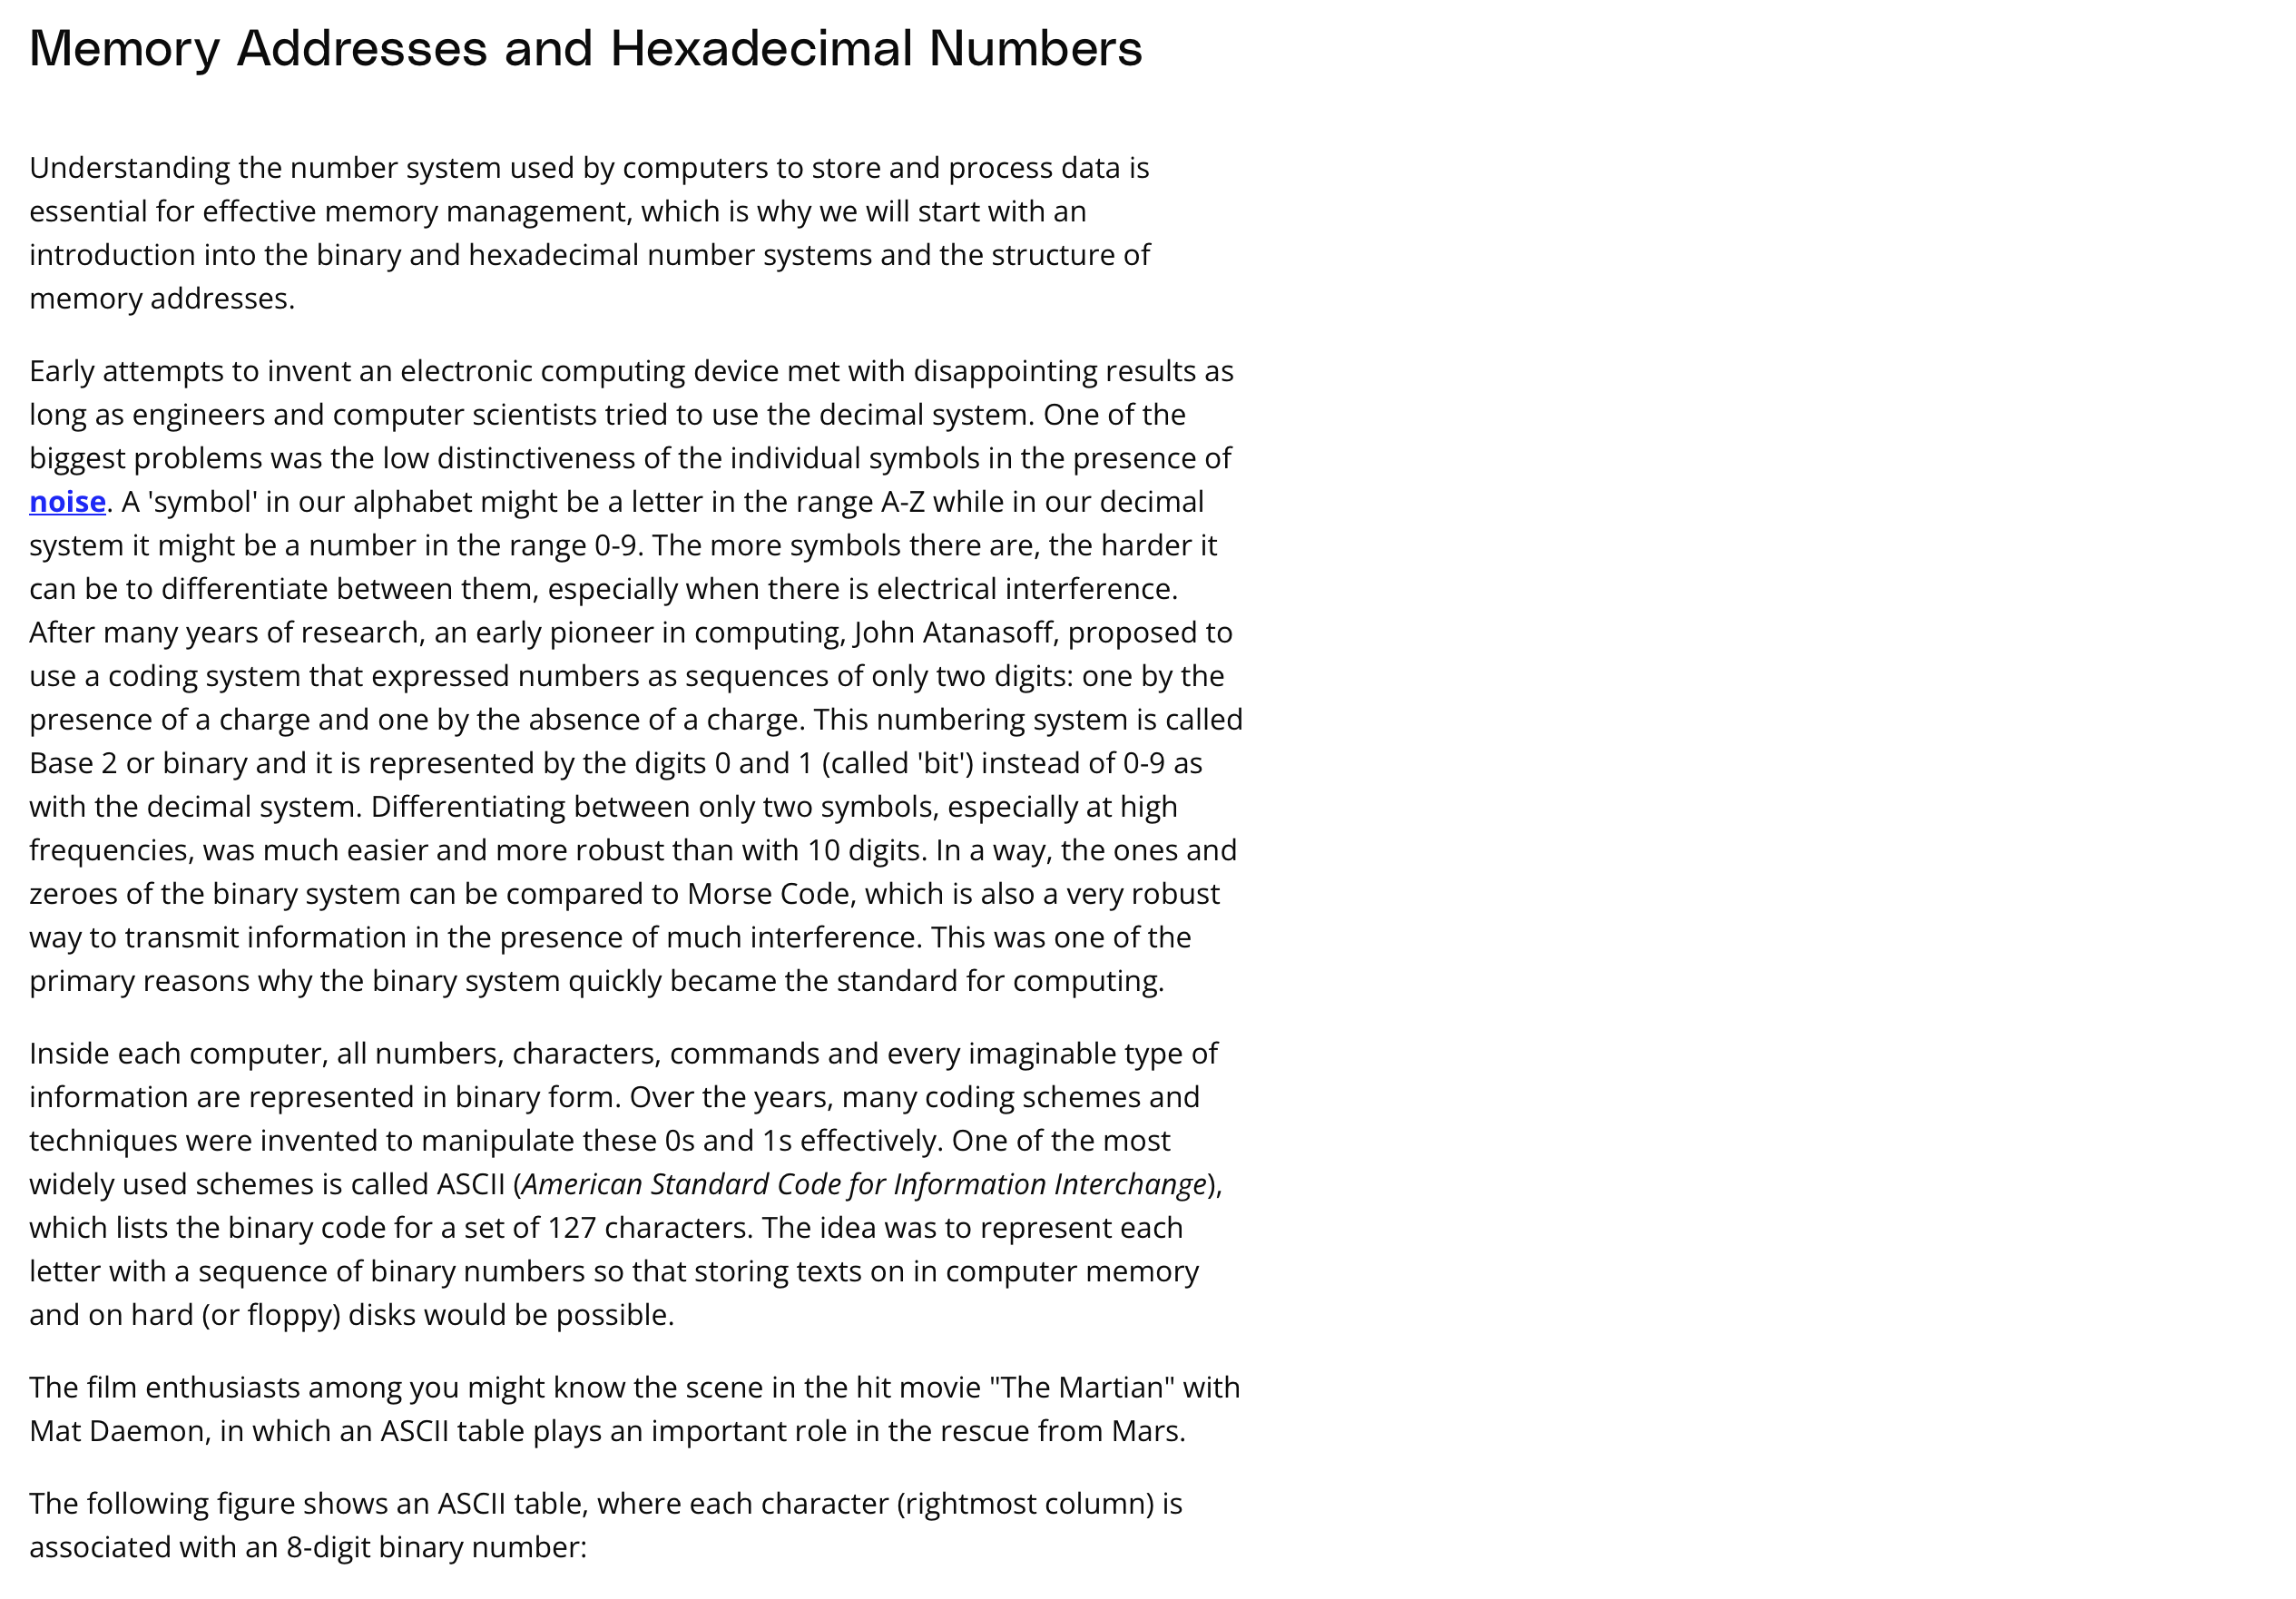 Memory Addresses and Hexadecimal Numbers
Understanding the number system used by computers to store and process data is
essential for effective memory management, which is why we will start with an
introduction into the binary and hexadecimal number systems and the structure of
memory addresses.
Early attempts to invent an electronic computing device met with disappointing results as
long as engineers and computer scientists tried to use the decimal system. One of the
biggest problems was the low distinctiveness of the individual symbols in the presence of
noise. A 'symbol' in our alphabet might be a letter in the range A-Z while in our decimal
system it might be a number in the range 0-9. The more symbols there are, the harder it
can be to differentiate between them, especially when there is electrical interference.
After many years of research, an early pioneer in computing, John Atanasoff, proposed to
use a coding system that expressed numbers as sequences of only two digits: one by the
presence of a charge and one by the absence of a charge. This numbering system is called
Base 2 or binary and it is represented by the digits 0 and 1 (called 'bit') instead of 0-9 as
with the decimal system. Differentiating between only two symbols, especially at high
frequencies, was much easier and more robust than with 10 digits. In a way, the ones and
zeroes of the binary system can be compared to Morse Code, which is also a very robust
way to transmit information in the presence of much interference. This was one of the
primary reasons why the binary system quickly became the standard for computing.
Inside each computer, all numbers, characters, commands and every imaginable type of
information are represented in binary form. Over the years, many coding schemes and
techniques were invented to manipulate these 0s and 1s effectively. One of the most
widely used schemes is called ASCII (American Standard Code for Information Interchange),
which lists the binary code for a set of 127 characters. The idea was to represent each
letter with a sequence of binary numbers so that storing texts on in computer memory
and on hard (or floppy) disks would be possible.
The film enthusiasts among you might know the scene in the hit movie "The Martian" with
Mat Daemon, in which an ASCII table plays an important role in the rescue from Mars.
The following figure shows an ASCII table, where each character (rightmost column) is
associated with an 8-digit binary number: